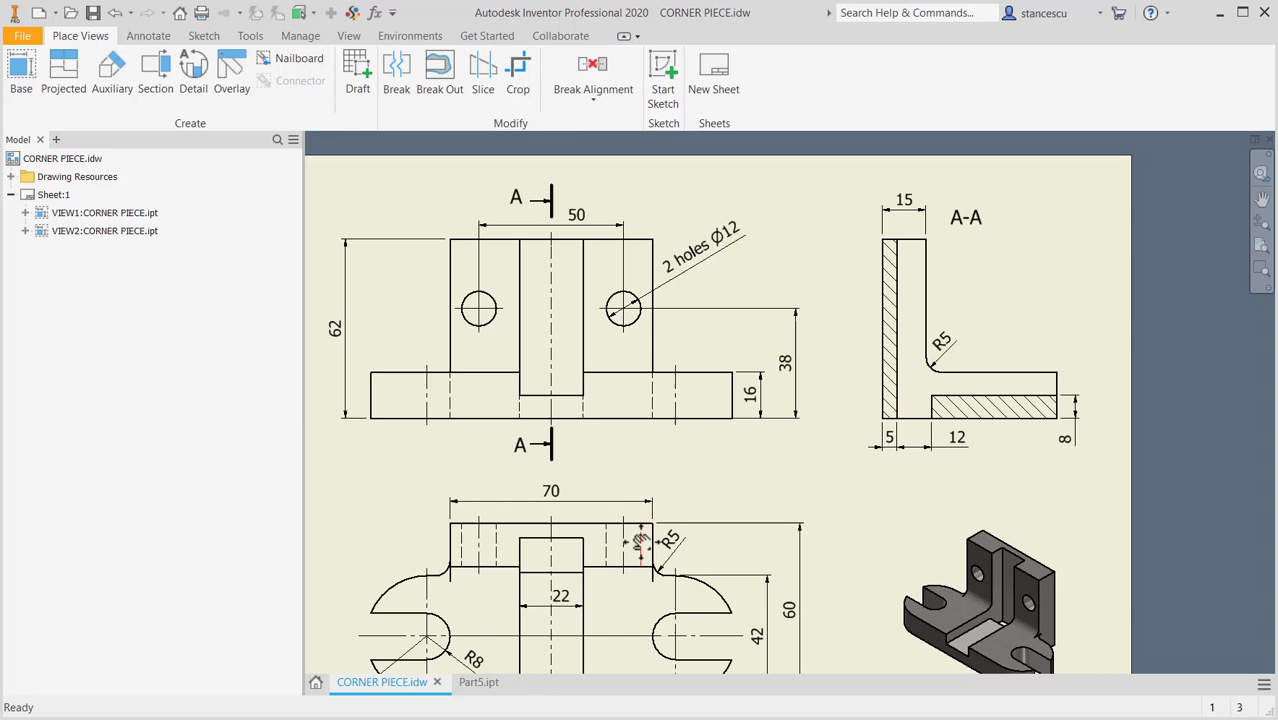 PRO
Autodesk Inventor Professional 2020 CORNER PIECE.idw
Search Help & Commands...
stancescu
File Place Views Annotate Sketch Tools Manage View Environments Get Started Collaborate
Base Projected Auxiliary Section Detail Overlay
Nailboard
Connector
Draft
Break Break Out Slice Crop
Break Alignment
Start Sketch
New Sheet
Create
Modify
Sketch
Sheets
Model
CORNER PIECE.idw
Drawing Resources
Sheet:1
VIEW1:CORNER PIECE.ipt
VIEW2:CORNER PIECE.ipt
A
50
2 holes Ø12
62
38
16
A
15
A-A
R5
5
12
8
70
R5
22
60
42
R8
CORNER PIECE.idw
Part5.ipt
Ready
1 3